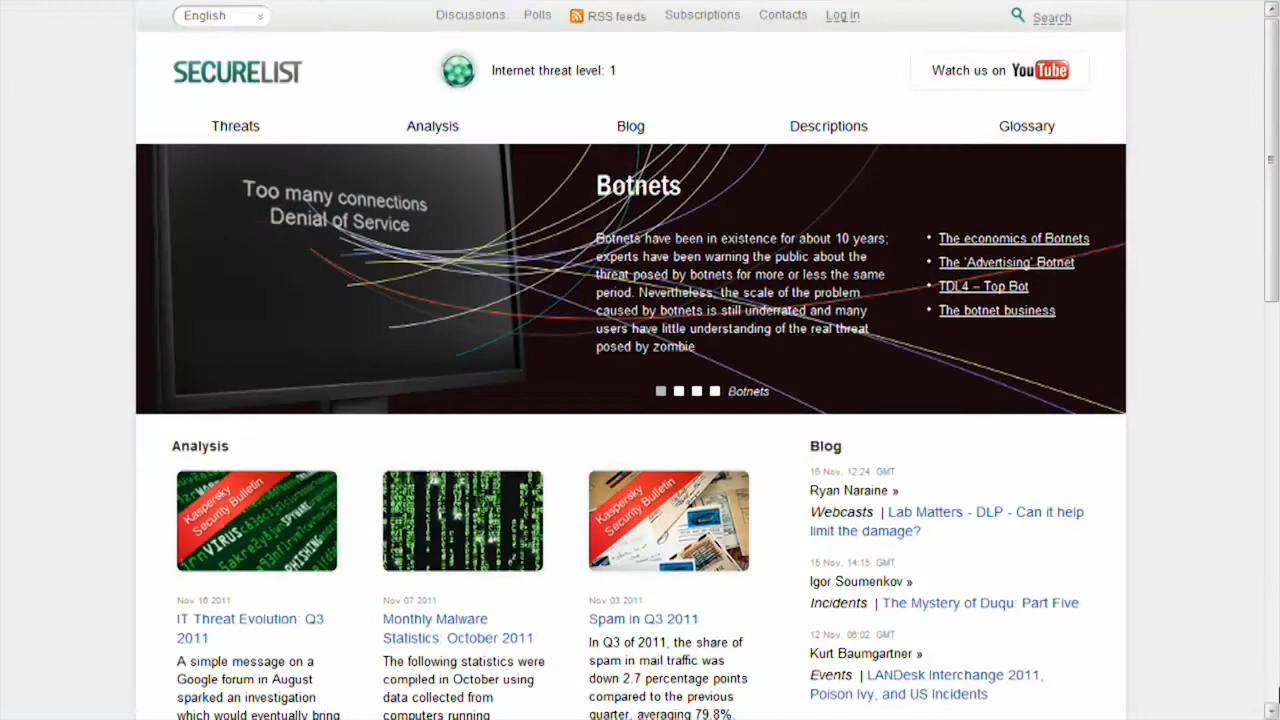 English
Discussions Polls RSS feeds Subscriptions Contacts Log in Search
SECURELIST
Internet threat level: 1
Watch us on YouTube
Threats Analysis Blog Descriptions Glossary
Too many connections
Denial of Service
Botnets
Botnets have been in existence for about 10 years;
experts have been warning the public about the
threat posed by botnets for more or less the same
period. Nevertheless, the scale of the problem
caused by botnets is still underrated and many
users have little understanding of the real threat
posed by zombie
• The economics of Botnets
• The 'Advertising' Botnet
• TDL4 – Top Bot
• The botnet business
Botnets
Analysis
Kaspersky
Security Bulletin
VIRUS
SPYWARE
PHISHING
Nov 16 2011
IT Threat Evolution: Q3
2011
A simple message on a
Google forum in August
sparked an investigation
which would eventually bring
Nov 07 2011
Monthly Malware
Statistics: October 2011
The following statistics were
compiled in October using
data collected from
computers running
Kaspersky
Security Bulletin
Nov 03 2011
Spam in Q3 2011
In Q3 of 2011, the share of
spam in mail traffic was
down 2.7 percentage points
compared to the previous
quarter, averaging 79.8%.
Blog
16 Nov, 12:24 GMT
Ryan Naraine »
Webcasts | Lab Matters - DLP - Can it help
limit the damage?
15 Nov, 14:15 GMT
Igor Soumenkov »
Incidents | The Mystery of Duqu: Part Five
12 Nov, 06:02 GMT
Kurt Baumgartner »
Events | LANDesk Interchange 2011,
Poison Ivy, and US Incidents